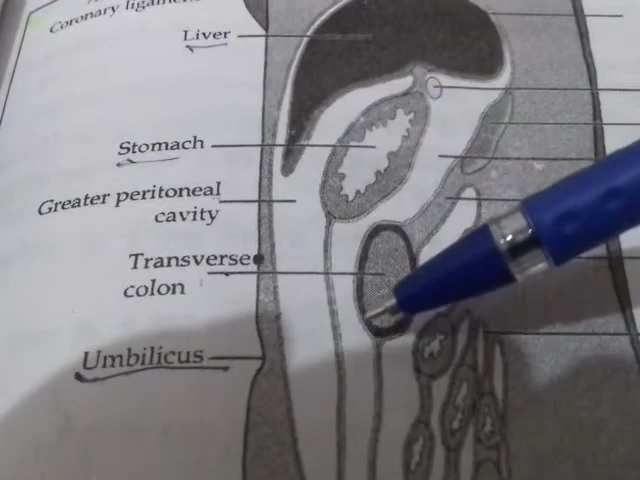 Coronary ligament
Liver
Stomach
Greater peritoneal
cavity
Transverse
colon
Umbilicus